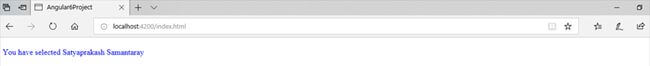 Angular6Project
localhost:4200/index.html
You have selected Satyaprakash Samantaray